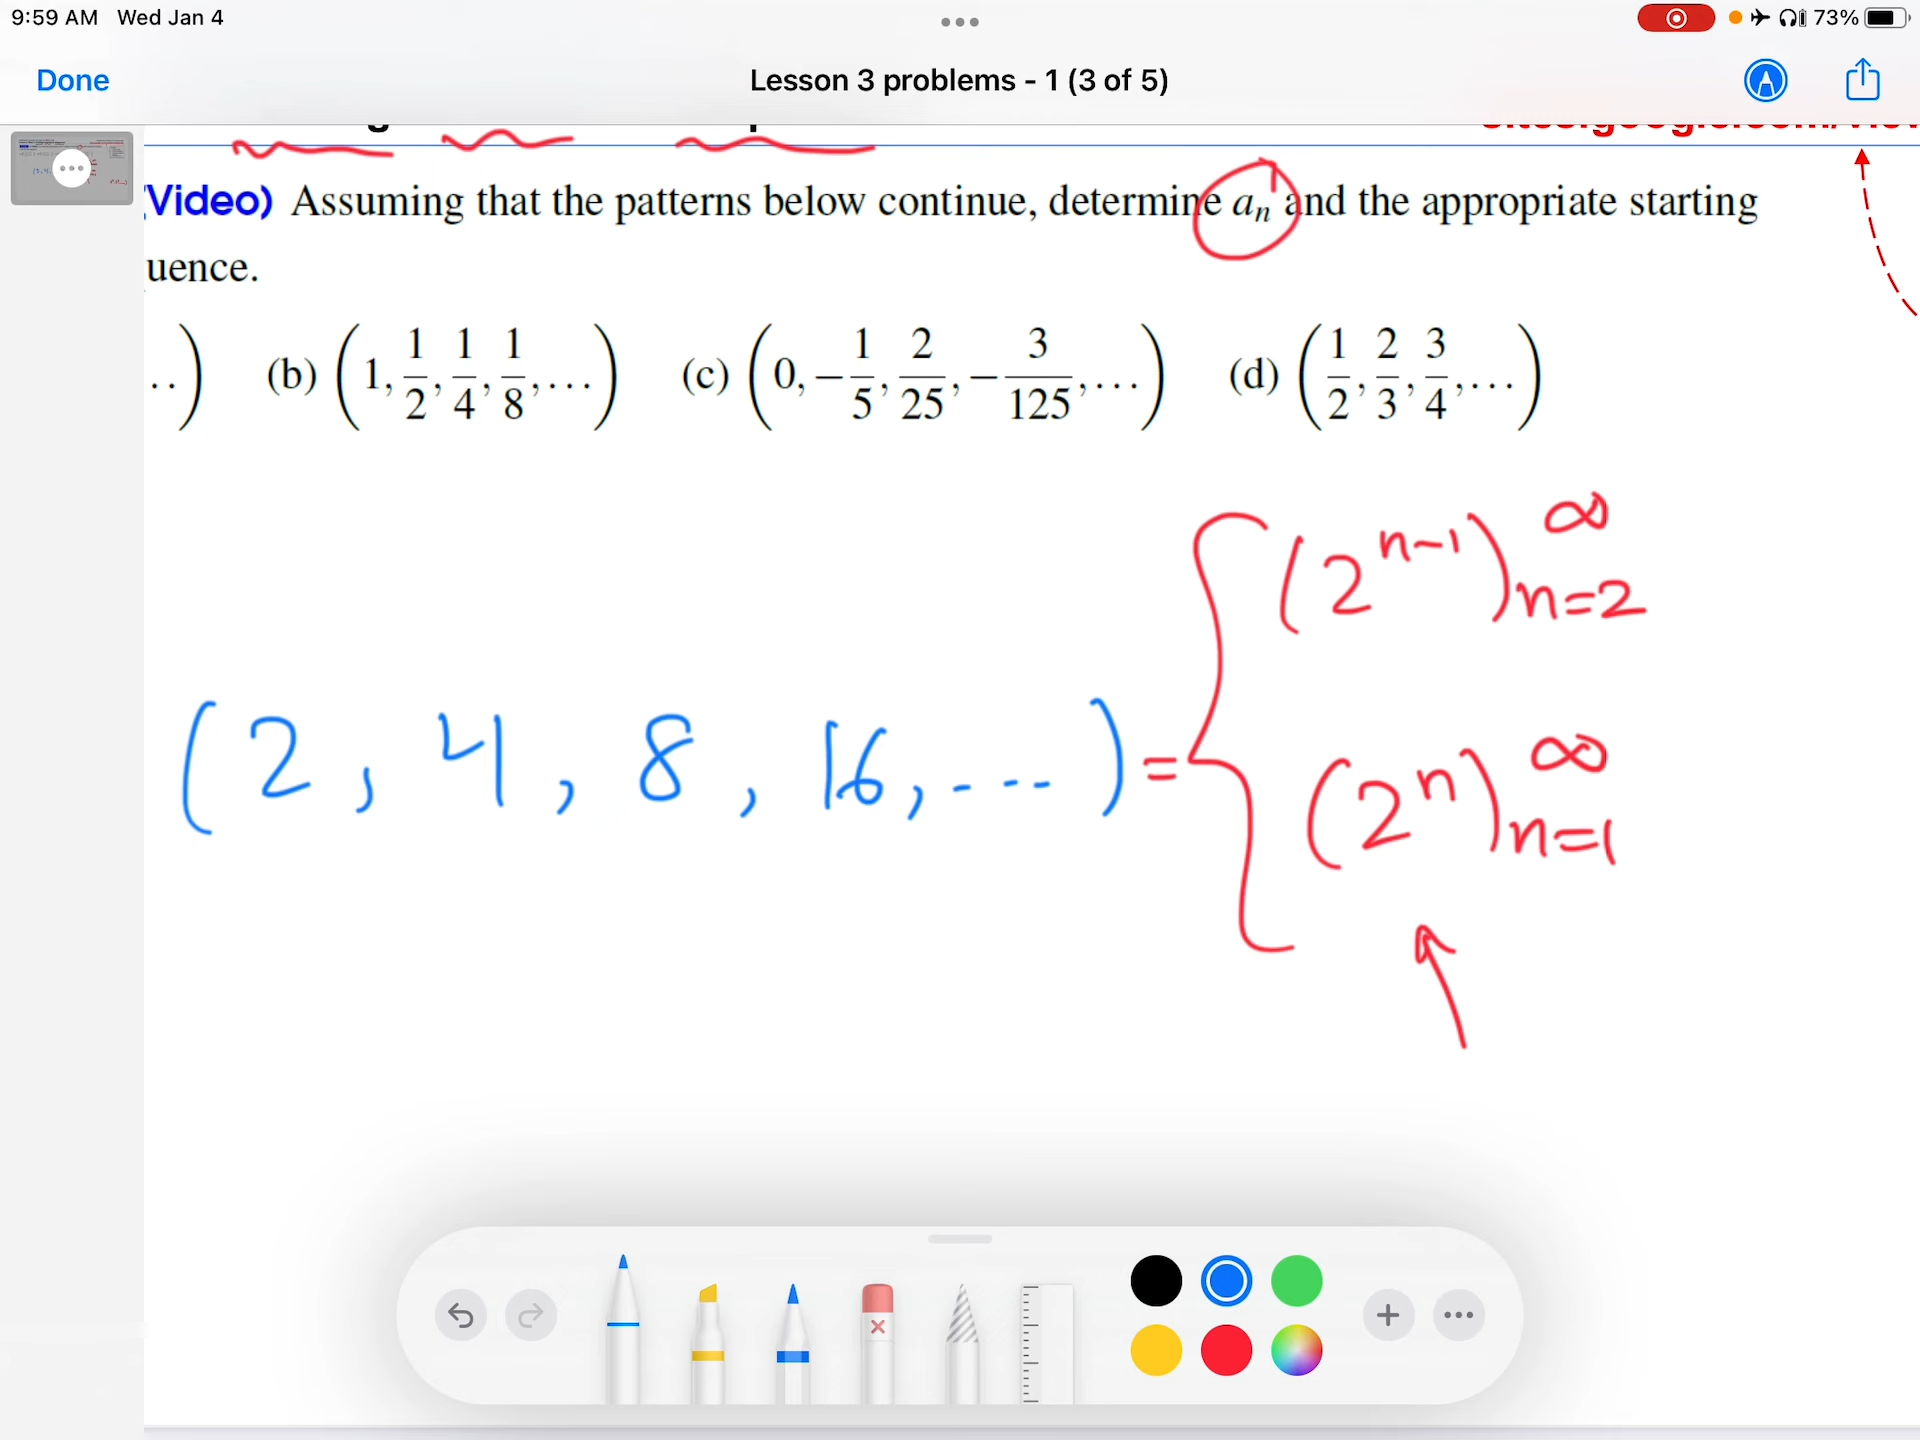 9:59 AM Wed Jan 4
73%
Done
Lesson 3 problems - 1 (3 of 5)
Video) Assuming that the patterns below continue, determine aₙ and the appropriate starting
uence.
..) (b) (1, 1/2, 1/4, 1/8, ...) (c) (0, −1/5, 2/25, −3/125, ...) (d) (1/2, 2/3, 3/4, ...)
(2ⁿ⁻¹)∞ n=2
(2, 4, 8, 16, ...) = {
(2ⁿ)∞ n=1